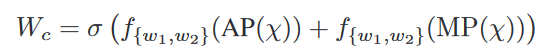 W_c = σ (f_{w_1,w_2}(AP(χ)) + f_{w_1,w_2}(MP(χ)))